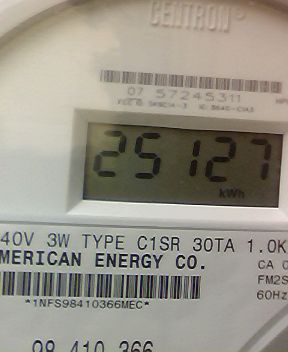 CENTRON®
07 57245311
25127
kWh
40V 3W TYPE C1SR 30TA 1.0K
MERICAN ENERGY CO.
CA 0
FM2S
60Hz
*1NFS98410366MEC*
98 410 366